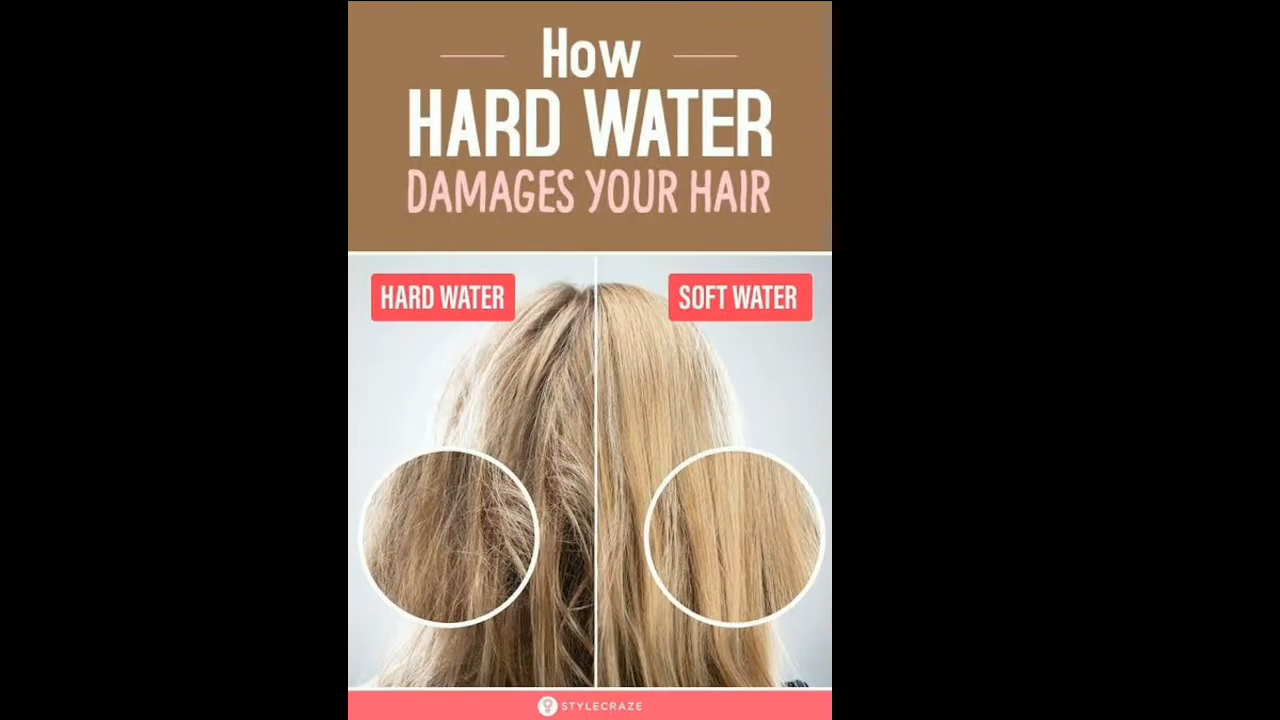 How
HARD WATER
DAMAGES YOUR HAIR
HARD WATER
SOFT WATER
STYLECRAZE